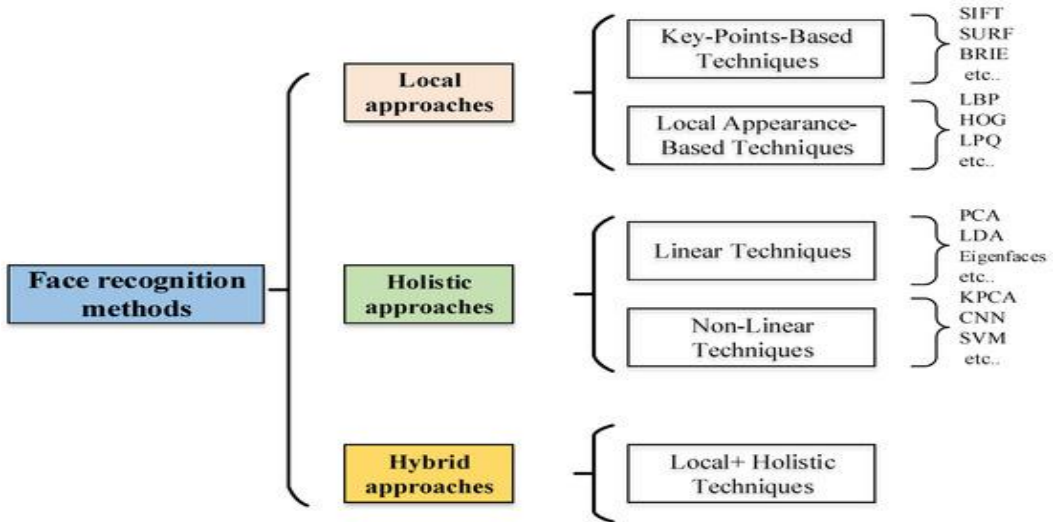 Face recognition
methods
Local
approaches
Key-Points-Based
Techniques
SIFT
SURF
BRIE
etc..
Local Appearance-
Based Techniques
LBP
HOG
LPQ
etc..
Holistic
approaches
Linear Techniques
PCA
LDA
Eigenfaces
etc..
Non-Linear
Techniques
KPCA
CNN
SVM
etc..
Hybrid
approaches
Local+ Holistic
Techniques